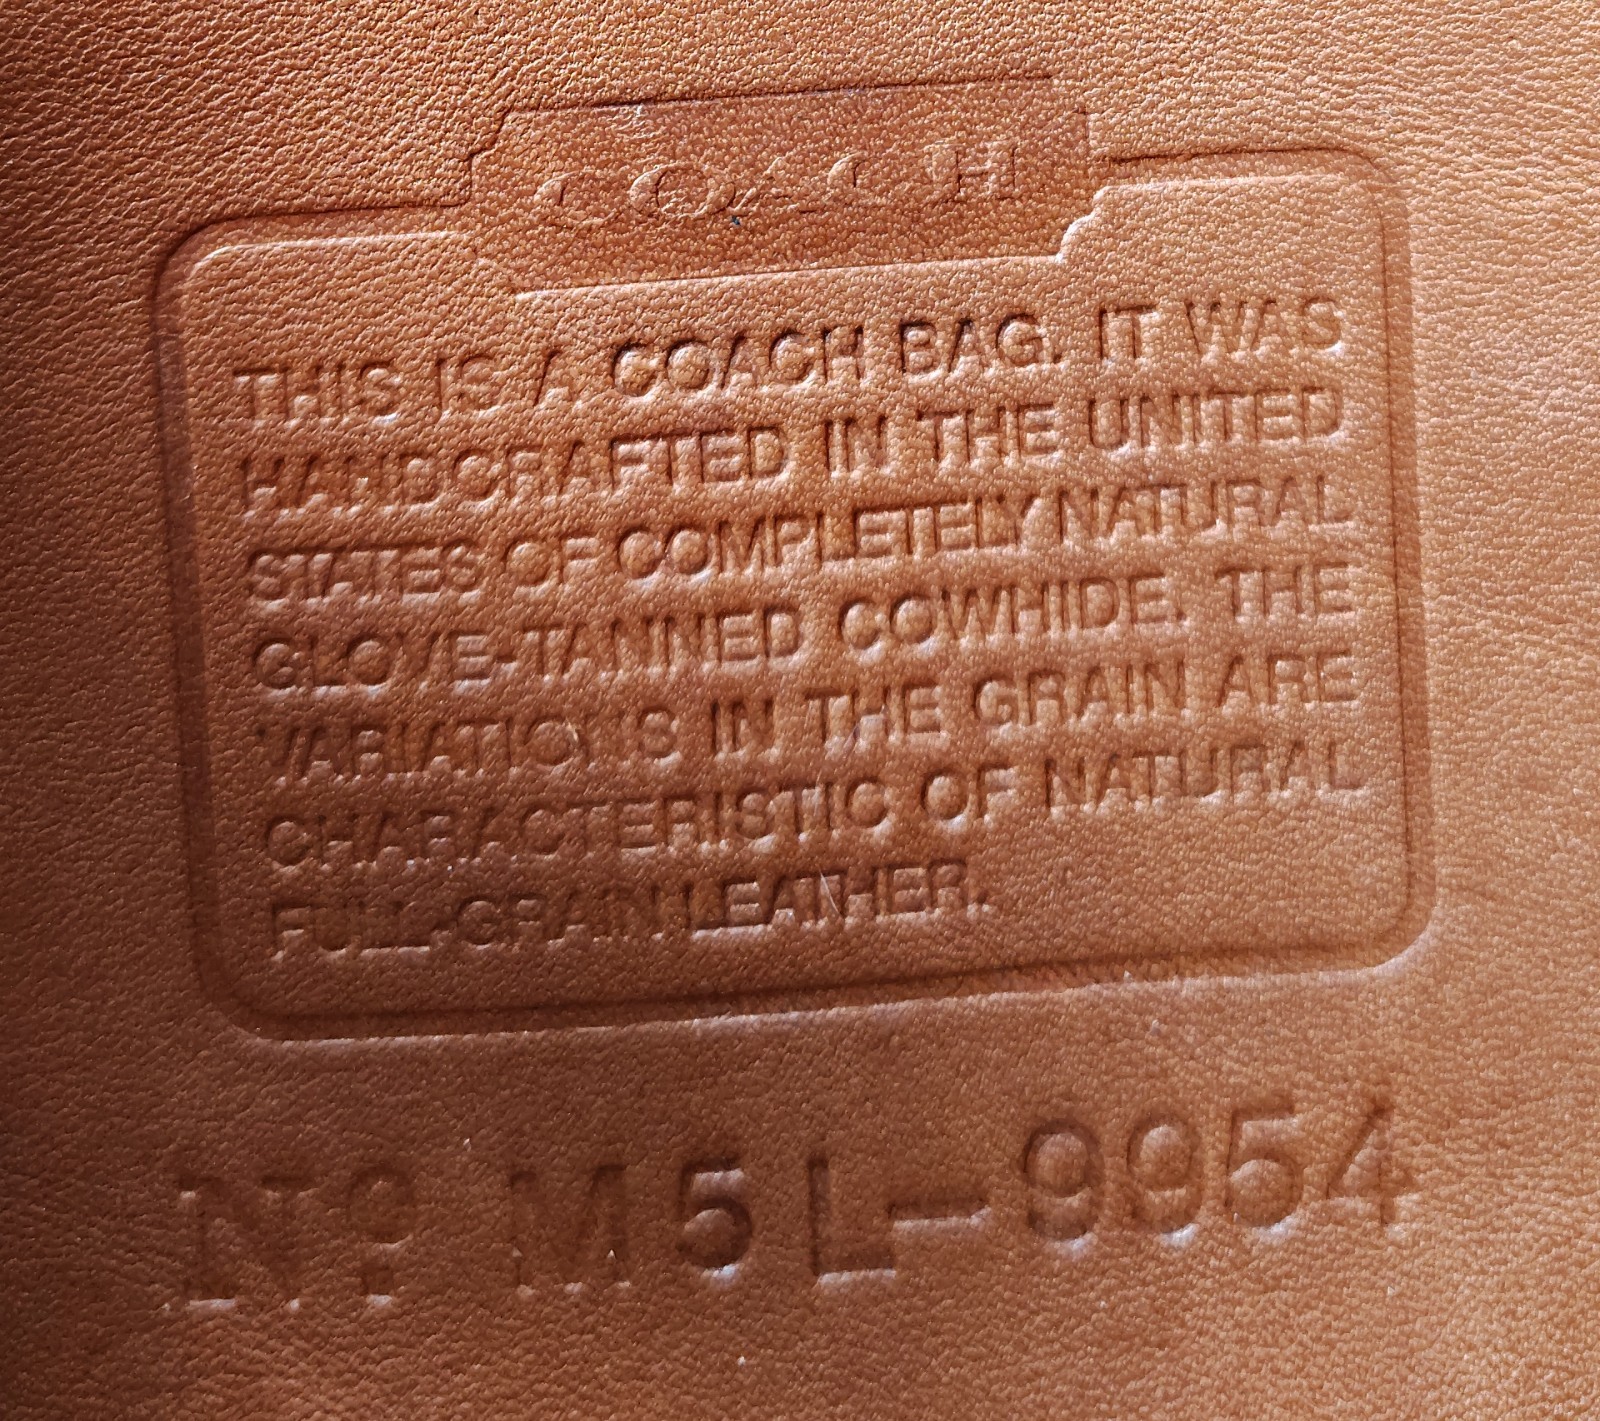 COACH
THIS IS A COACH BAG. IT WAS
HANDCRAFTED IN THE UNITED
STATES OF COMPLETELY NATURAL
GLOVE-TANNED COWHIDE. THE
VARIATIONS IN THE GRAIN ARE
CHARACTERISTIC OF NATURAL
FULL-GRAIN LEATHER.
Nº M5L-9954